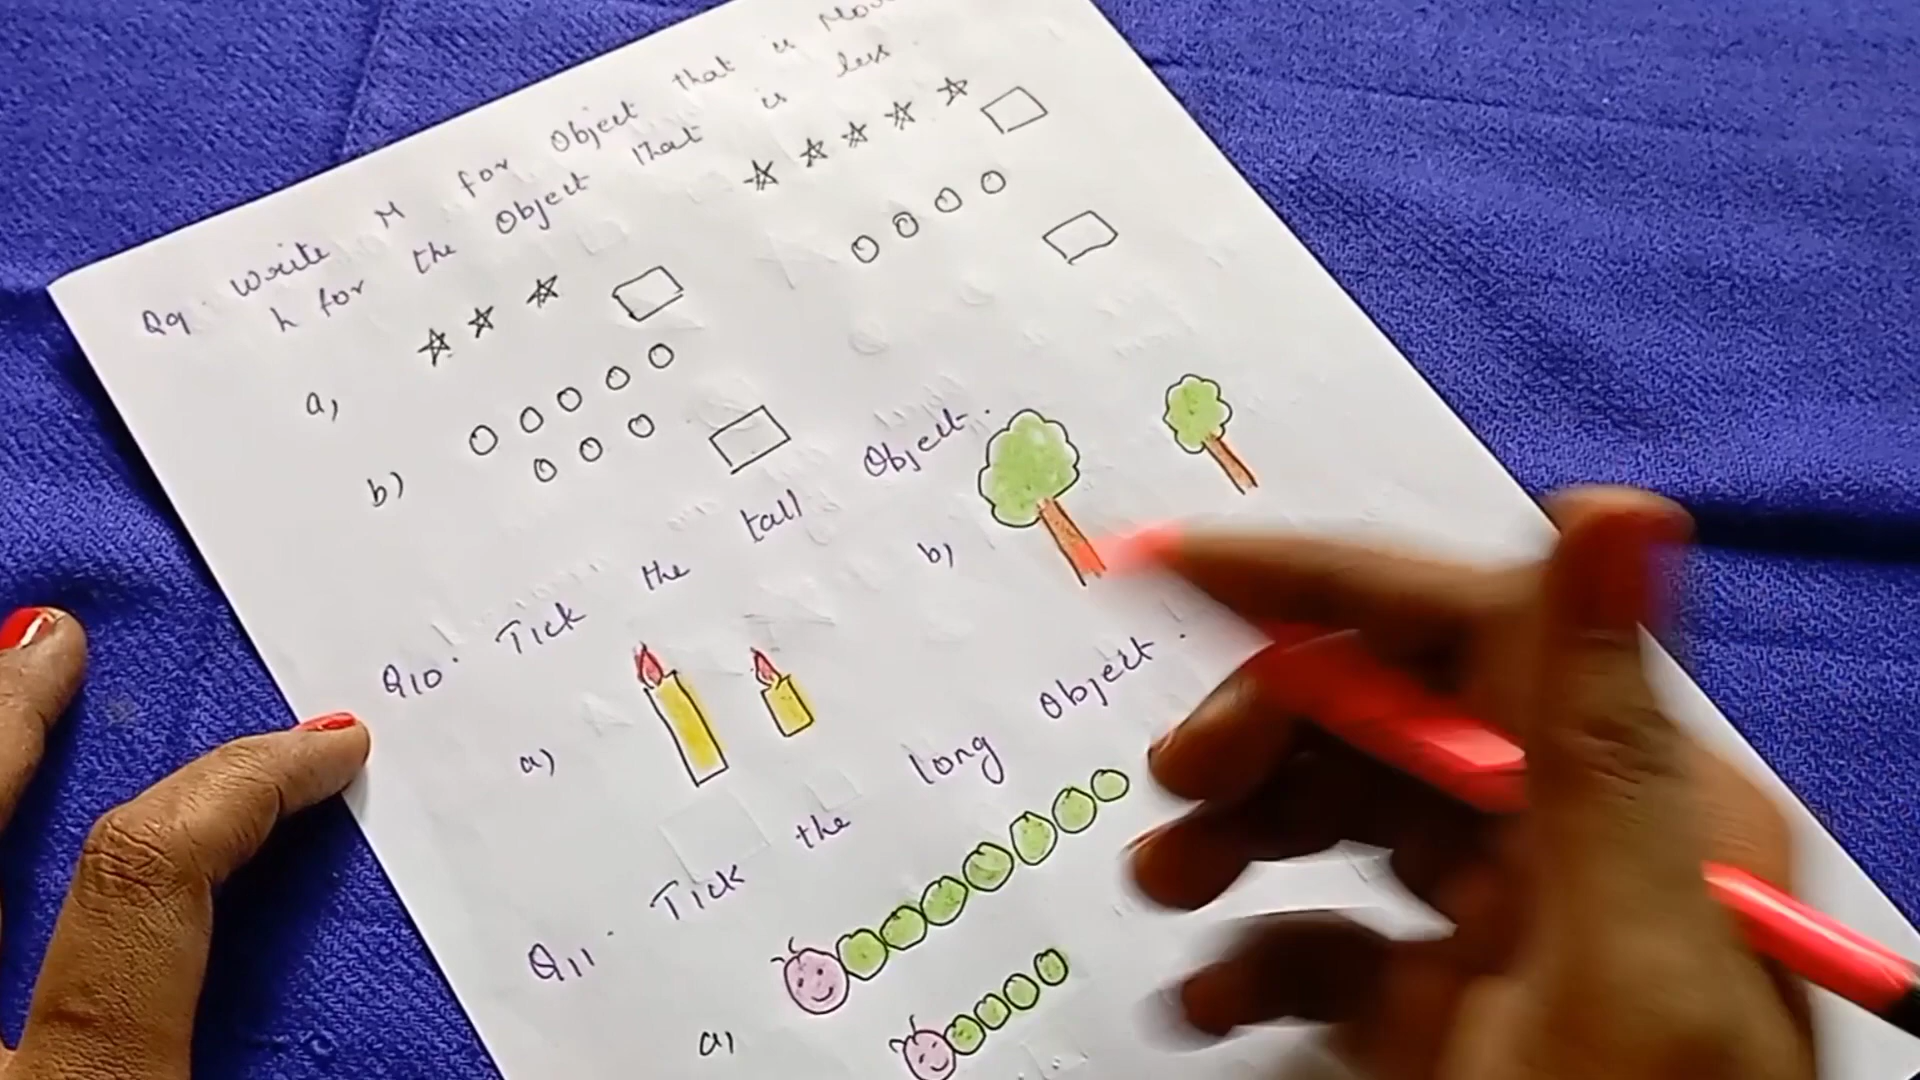 Q9. Write M for Object that is
h for the Object that is less.
a)
b)
Q10. Tick the tall Object.
a)
b)
Q11. Tick the long Object.
a)